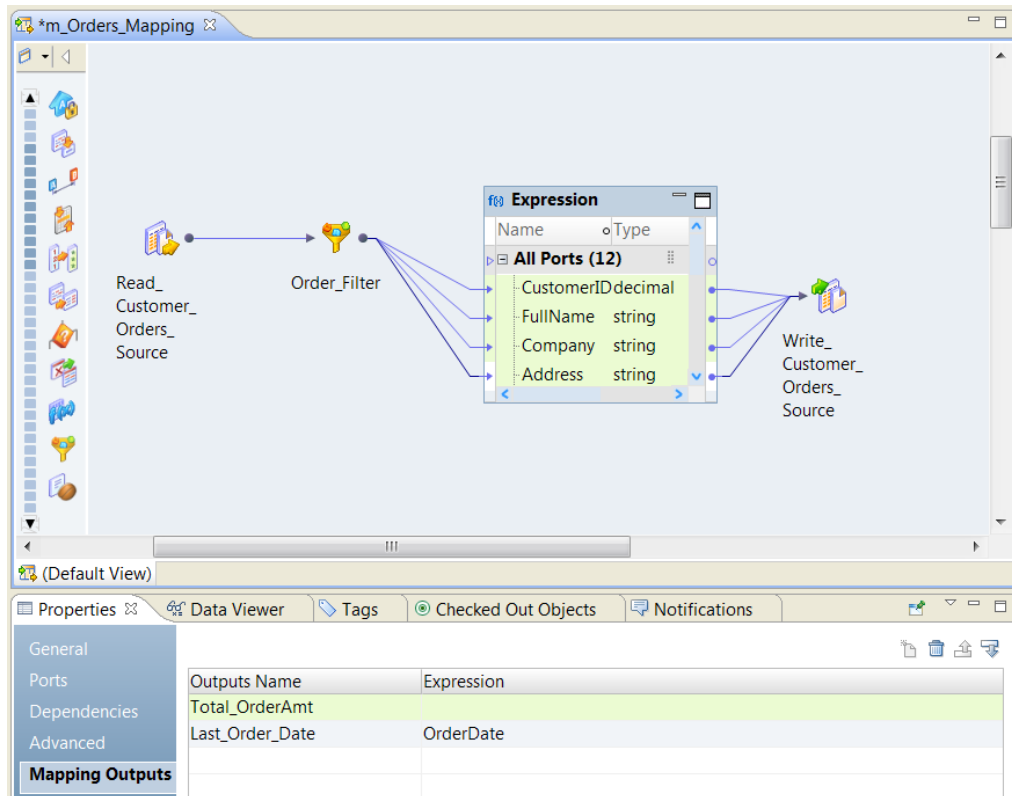 *m_Orders_Mapping
Read_
Customer_
Orders_
Source
Order_Filter
f(x) Expression
Name Type
All Ports (12)
CustomerID decimal
FullName string
Company string
Address string
Write_
Customer_
Orders_
Source
(Default View)
Properties Data Viewer Tags Checked Out Objects Notifications
General
Ports
Dependencies
Advanced
Mapping Outputs
Outputs Name Expression
Total_OrderAmt
Last_Order_Date OrderDate